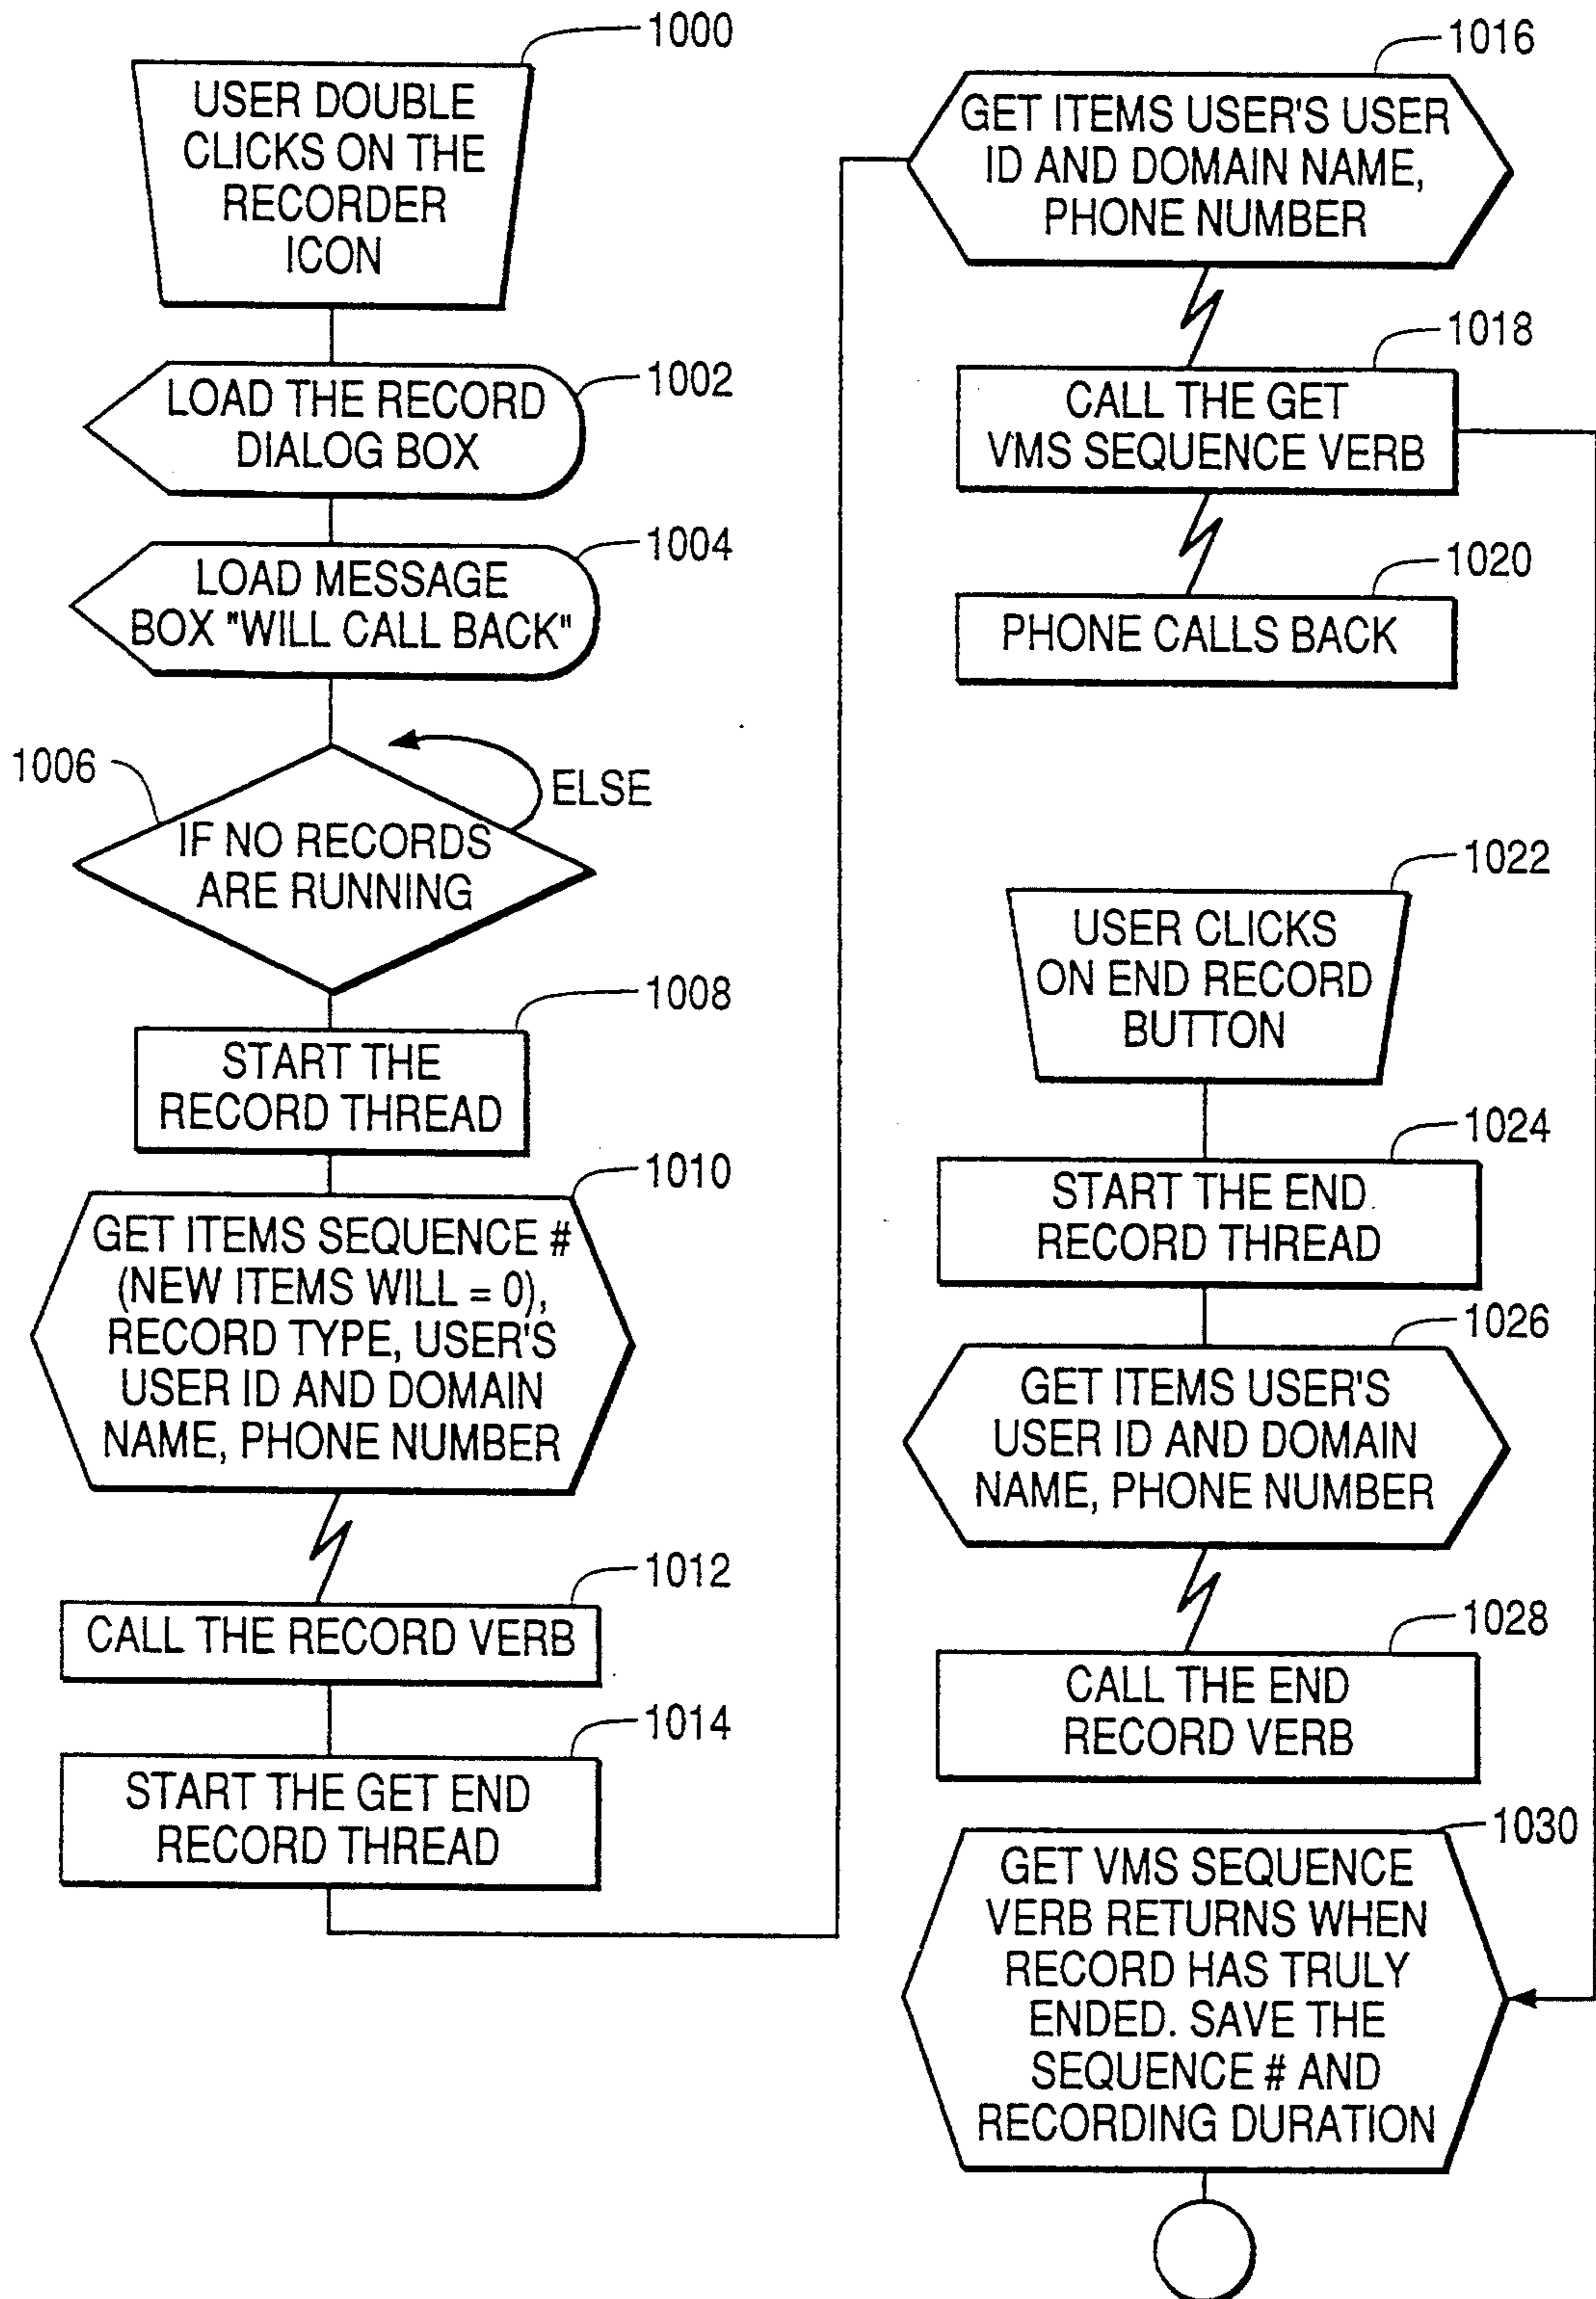 1000
USER DOUBLE
CLICKS ON THE
RECORDER
ICON
1002
LOAD THE RECORD
DIALOG BOX
1004
LOAD MESSAGE
BOX "WILL CALL BACK"
1006
ELSE
IF NO RECORDS
ARE RUNNING
1008
START THE
RECORD THREAD
1010
GET ITEMS SEQUENCE #
(NEW ITEMS WILL = 0),
RECORD TYPE, USER'S
USER ID AND DOMAIN
NAME, PHONE NUMBER
1012
CALL THE RECORD VERB
1014
START THE GET END
RECORD THREAD
1016
GET ITEMS USER'S USER
ID AND DOMAIN NAME,
PHONE NUMBER
1018
CALL THE GET
VMS SEQUENCE VERB
1020
PHONE CALLS BACK
1022
USER CLICKS
ON END RECORD
BUTTON
1024
START THE END
RECORD THREAD
1026
GET ITEMS USER'S
USER ID AND DOMAIN
NAME, PHONE NUMBER
1028
CALL THE END
RECORD VERB
1030
GET VMS SEQUENCE
VERB RETURNS WHEN
RECORD HAS TRULY
ENDED. SAVE THE
SEQUENCE # AND
RECORDING DURATION